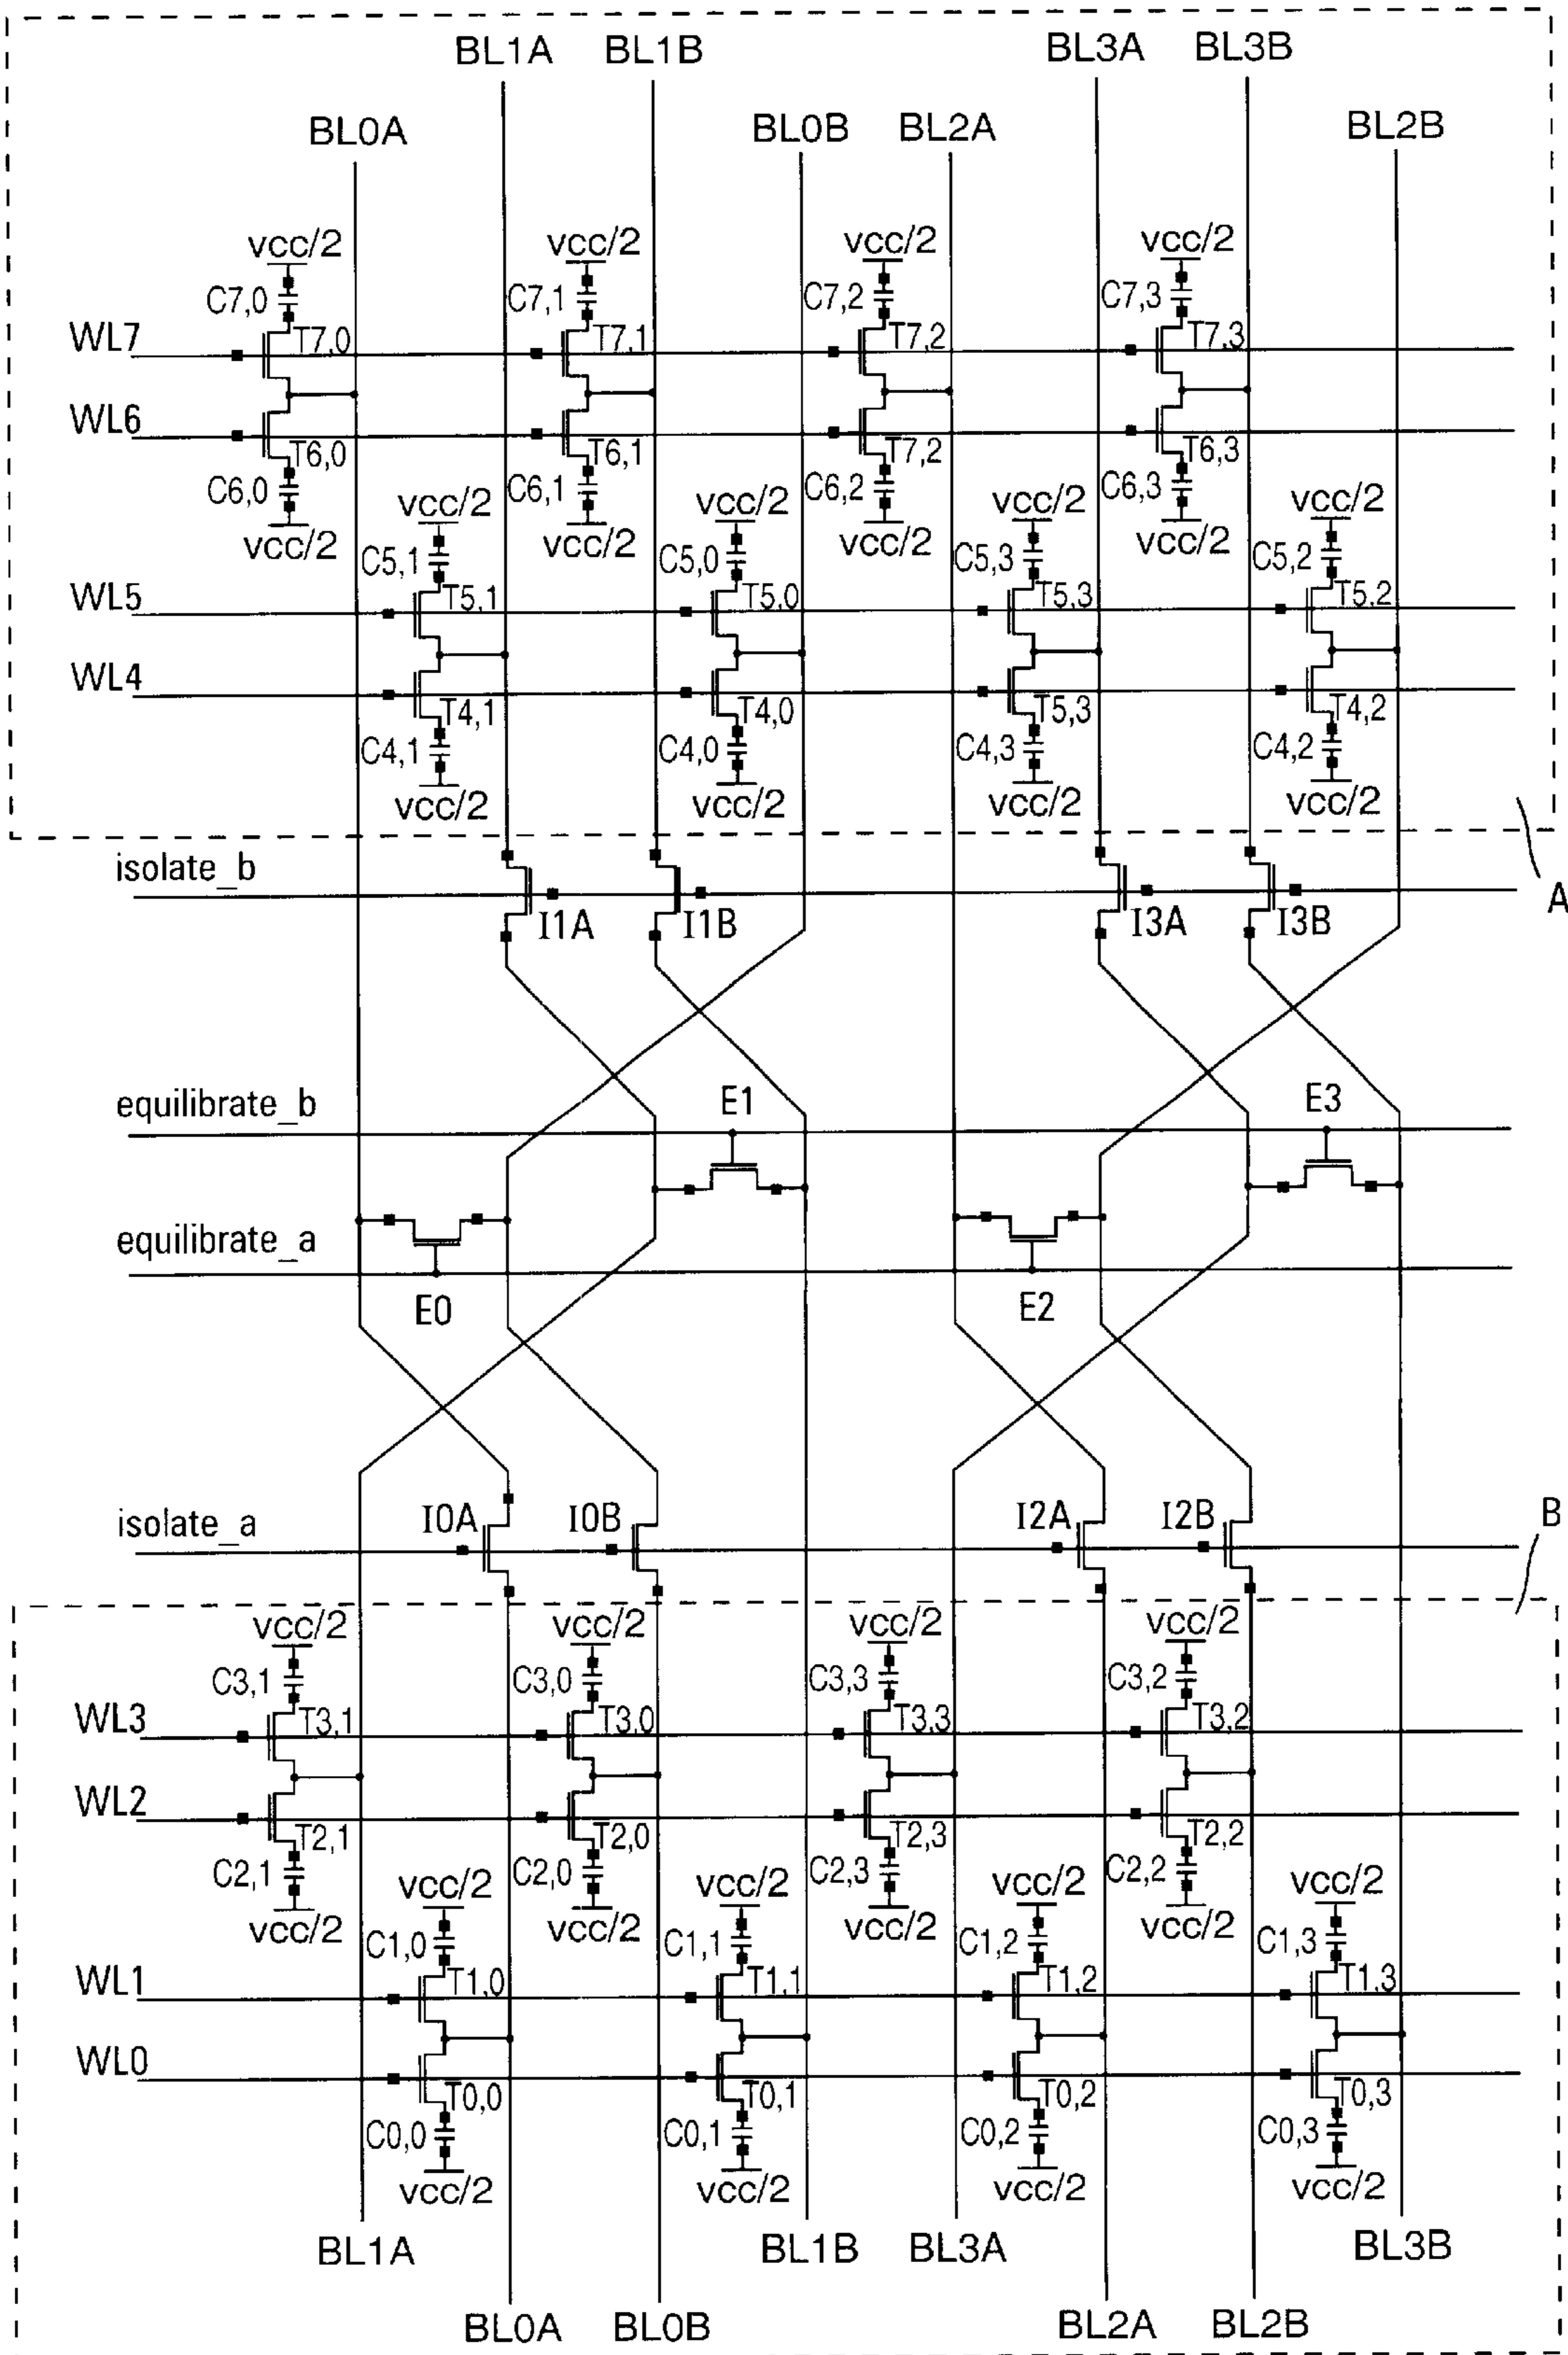 BL1A BL1B BL3A BL3B
BL0A BL0B BL2A BL2B
vcc/2 vcc/2 vcc/2 vcc/2
C7,0 C7,1 C7,2 C7,3
WL7 T7,0 T7,1 T7,2 T7,3
WL6
T6,0 T6,1 T7,2 T6,3
C6,0 C6,1 C6,2 C6,3
vcc/2 vcc/2 vcc/2 vcc/2
vcc/2 vcc/2 vcc/2 vcc/2
C5,1 C5,0 C5,3 C5,2
WL5 T5,1 T5,0 T5,3 T5,2
WL4
T4,1 T4,0 T5,3 T4,2
C4,1 C4,0 C4,3 C4,2
vcc/2 vcc/2 vcc/2 vcc/2
isolate_b
A
I1A I1B I3A I3B
equilibrate_b E1 E3
equilibrate_a
E0 E2
isolate_a I0A I0B I2A I2B B
vcc/2 vcc/2 vcc/2 vcc/2
C3,1 C3,0 C3,3 C3,2
WL3 T3,1 T3,0 T3,3 T3,2
WL2
T2,1 T2,0 T2,3 T2,2
C2,1 C2,0 C2,3 C2,2
vcc/2 vcc/2 vcc/2 vcc/2
vcc/2 vcc/2 vcc/2 vcc/2
C1,0 C1,1 C1,2 C1,3
WL1 T1,0 T1,1 T1,2 T1,3
WL0
T0,0 T0,1 T0,2 T0,3
C0,0 C0,1 C0,2 C0,3
vcc/2 vcc/2 vcc/2 vcc/2
BL1A BL1B BL3A BL3B
BL0A BL0B BL2A BL2B